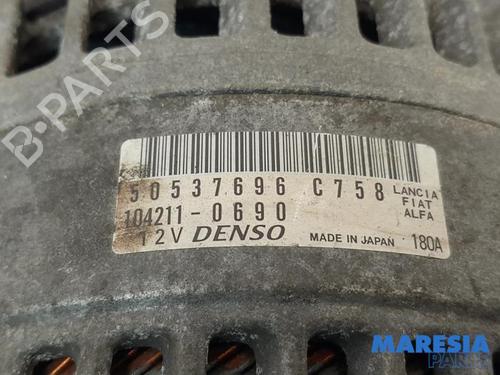 B-PARTS
50537696 C758
LANCIA
FIAT
ALFA
104211-0690
12V DENSO MADE IN JAPAN 180A
MARESIA
PARTS